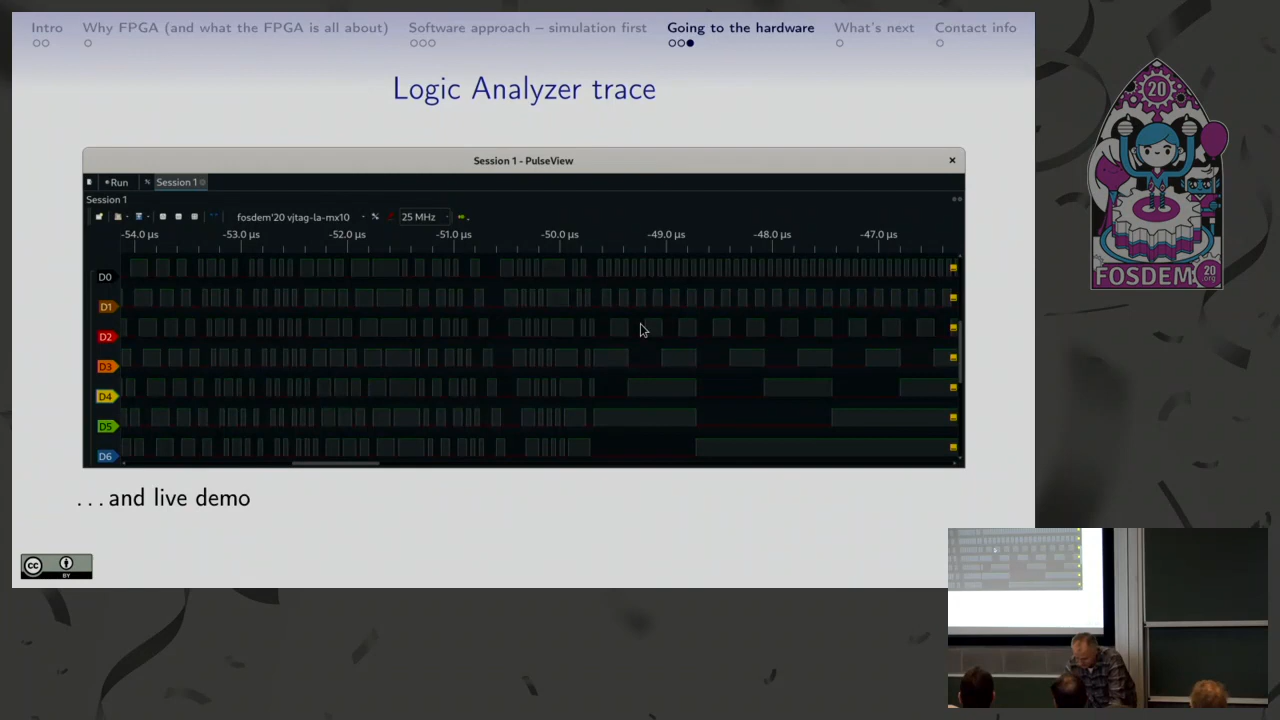 Intro
Why FPGA (and what the FPGA is all about)
Software approach – simulation first
Going to the hardware
What's next
Contact info
Logic Analyzer trace
Session 1 - PulseView
Run
Session 1
Session 1
fosdem'20 vjtag-la-mx10
25 MHz
-54.0 µs
-53.0 µs
-52.0 µs
-51.0 µs
-50.0 µs
-49.0 µs
-48.0 µs
-47.0 µs
D0
D1
D2
D3
D4
D5
D6
...and live demo
cc
BY
20
FOSDEM
20
.org